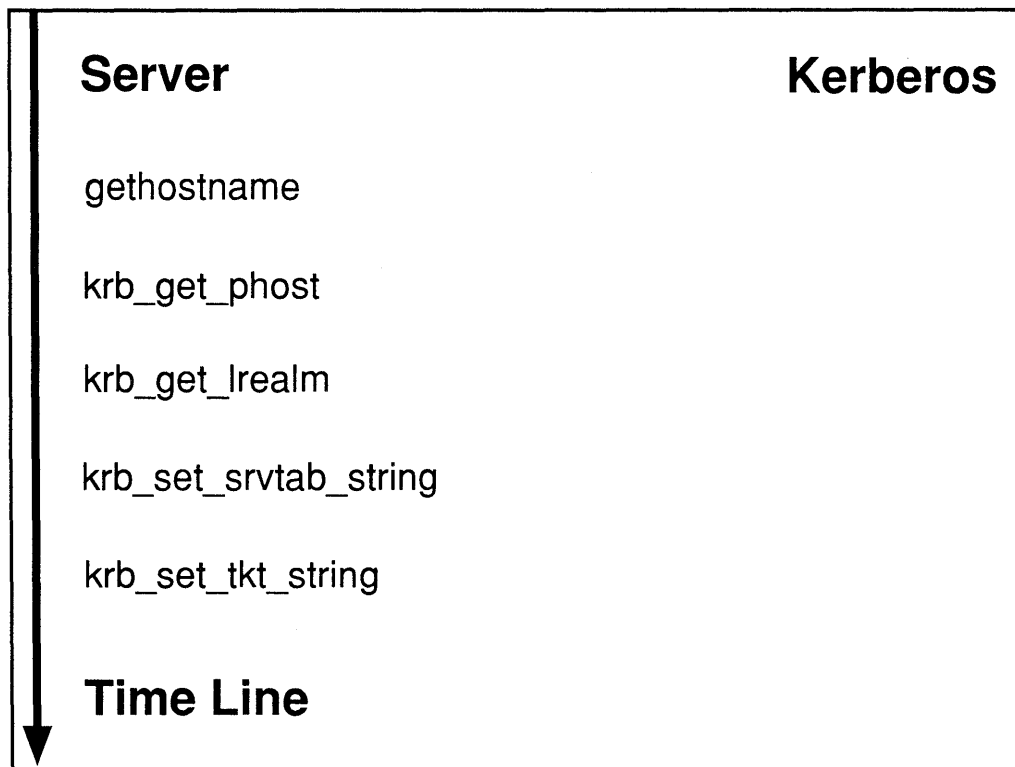 Server Kerberos
gethostname
krb_get_phost
krb_get_lrealm
krb_set_srvtab_string
krb_set_tkt_string
Time Line